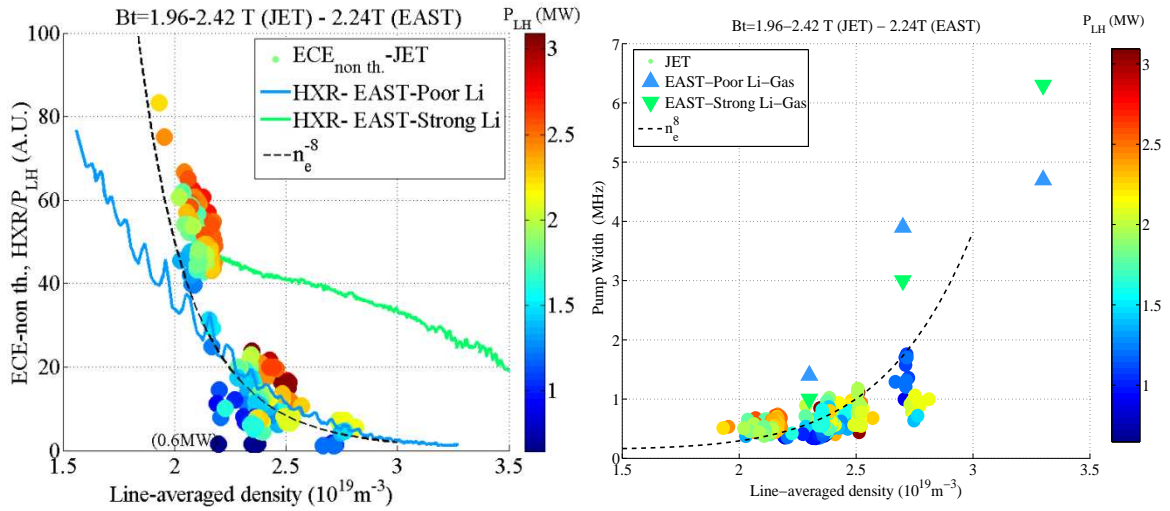 Bt=1.96−2.42 T (JET) − 2.24T (EAST)
P_LH (MW)
ECE_non th.-JET
HXR- EAST-Poor Li
HXR- EAST-Strong Li
n_e^-8
(0.6MW)
100
80
60
40
20
0
ECE-non th., HXR/P_LH (A.U.)
1.5 2 2.5 3 3.5
Line-averaged density (10^19 m^-3)
3
2.5
2
1.5
1
Bt=1.96−2.42 T (JET) − 2.24T (EAST)
P_LH (MW)
JET
EAST−Poor Li−Gas
EAST−Strong Li−Gas
n_e^8
7
6
5
4
3
2
1
0
Pump Width (MHz)
1.5 2 2.5 3 3.5
Line−averaged density (10^19 m^−3)
3
2.5
2
1.5
1